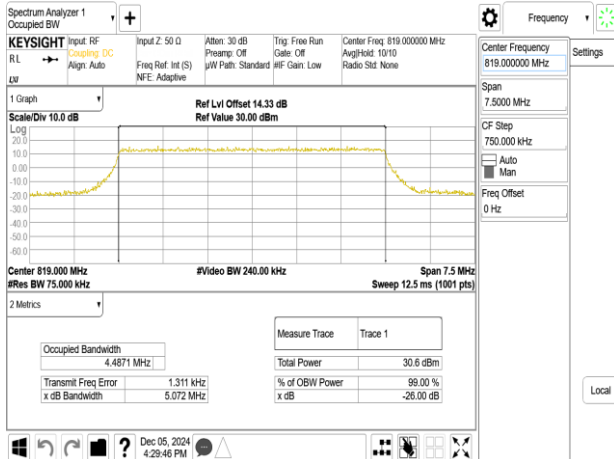 Spectrum Analyzer 1
Occupied BW
+
Frequency
KEYSIGHT
RL
LXI
Input: RF
Coupling: DC
Align: Auto
Input Z: 50 Ω
Freq Ref: Int (S)
NFE: Adaptive
Atten: 30 dB
Preamp: Off
µW Path: Standard
Trig: Free Run
Gate: Off
#IF Gain: Low
Center Freq: 819.000000 MHz
Avg|Hold: 10/10
Radio Std: None
Center Frequency
819.000000 MHz
Settings
Span
7.5000 MHz
CF Step
750.000 kHz
Auto
Man
Freq Offset
0 Hz
Local
1 Graph
Scale/Div 10.0 dB
Ref Lvl Offset 14.33 dB
Ref Value 30.00 dBm
Log
20.0
10.0
0.00
-10.0
-20.0
-30.0
-40.0
-50.0
-60.0
Center 819.000 MHz
#Res BW 75.000 kHz
#Video BW 240.00 kHz
Span 7.5 MHz
Sweep 12.5 ms (1001 pts)
2 Metrics
Measure Trace
Trace 1
Occupied Bandwidth
4.4871 MHz
Total Power
30.6 dBm
Transmit Freq Error
1.311 kHz
% of OBW Power
99.00 %
x dB Bandwidth
5.072 MHz
x dB
-26.00 dB
?
Dec 05, 2024
4:29:46 PM